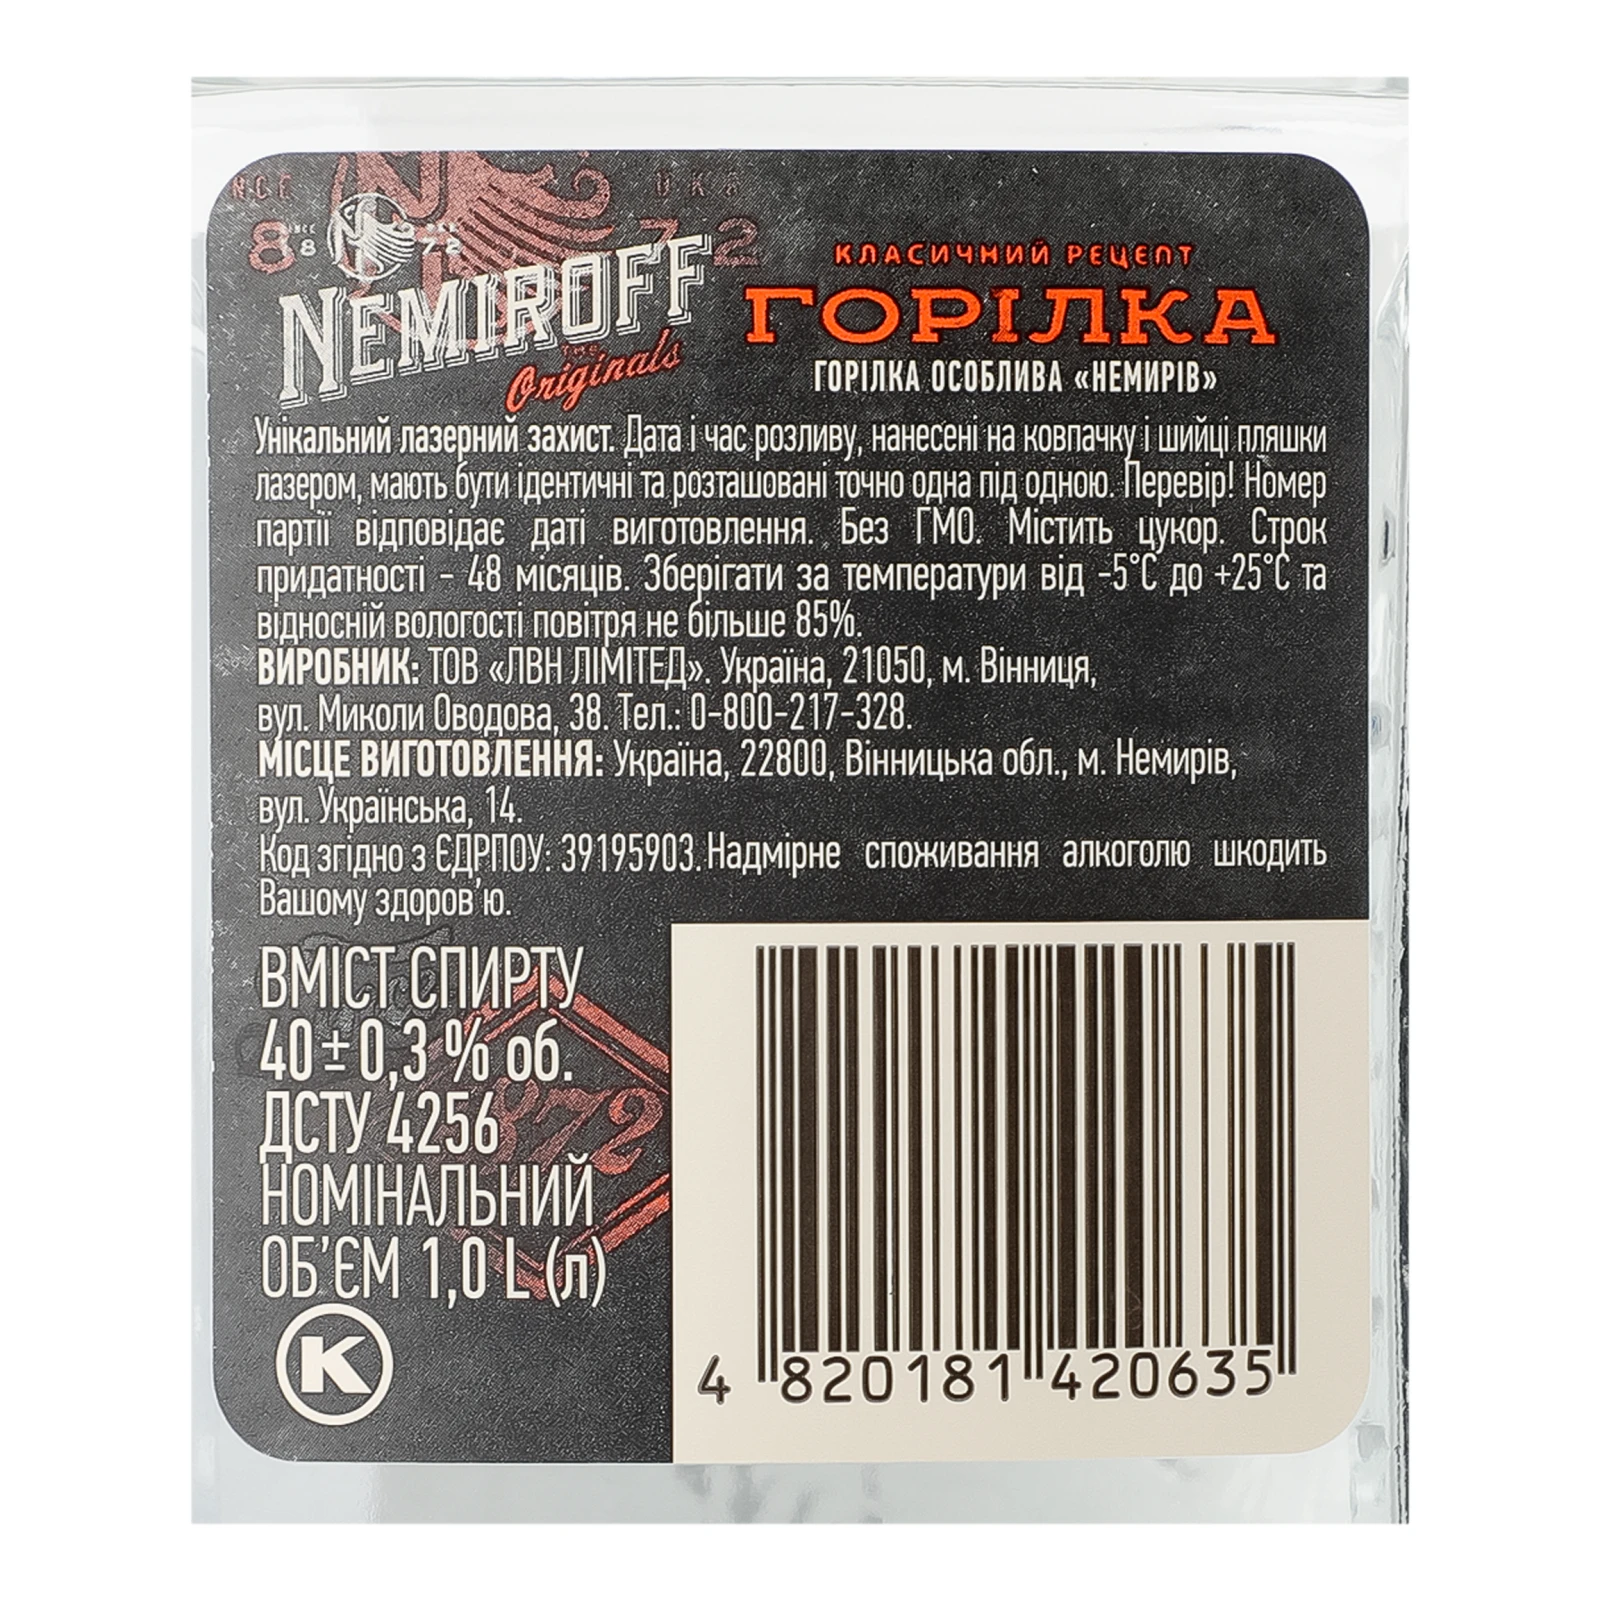 NEMIROFF
THE
Originals
КЛАСИЧНИЙ РЕЦЕПТ
ГОРІЛКА
ГОРІЛКА ОСОБЛИВА «НЕМИРІВ»
Унікальний лазерний захист. Дата і час розливу, нанесені на ковпачку і шийці пляшки
лазером, мають бути ідентичні та розташовані точно одна під одною. Перевір! Номер
партії відповідає даті виготовлення. Без ГМО. Містить цукор. Строк
придатності – 48 місяців. Зберігати за температури від -5°С до +25°С та
відносній вологості повітря не більше 85%.
ВИРОБНИК: ТОВ «ЛВН ЛІМІТЕД». Україна, 21050, м. Вінниця,
вул. Миколи Оводова, 38. Тел.: 0-800-217-328.
МІСЦЕ ВИГОТОВЛЕННЯ: Україна, 22800, Вінницька обл., м. Немирів,
вул. Українська, 14.
Код згідно з ЄДРПОУ: 39195903. Надмірне споживання алкоголю шкодить
Вашому здоров'ю.
ВМІСТ СПИРТУ
40±0,3 % об.
ДСТУ 4256
НОМІНАЛЬНИЙ
ОБ'ЄМ 1,0 L (л)
K
872
4 820181 420635